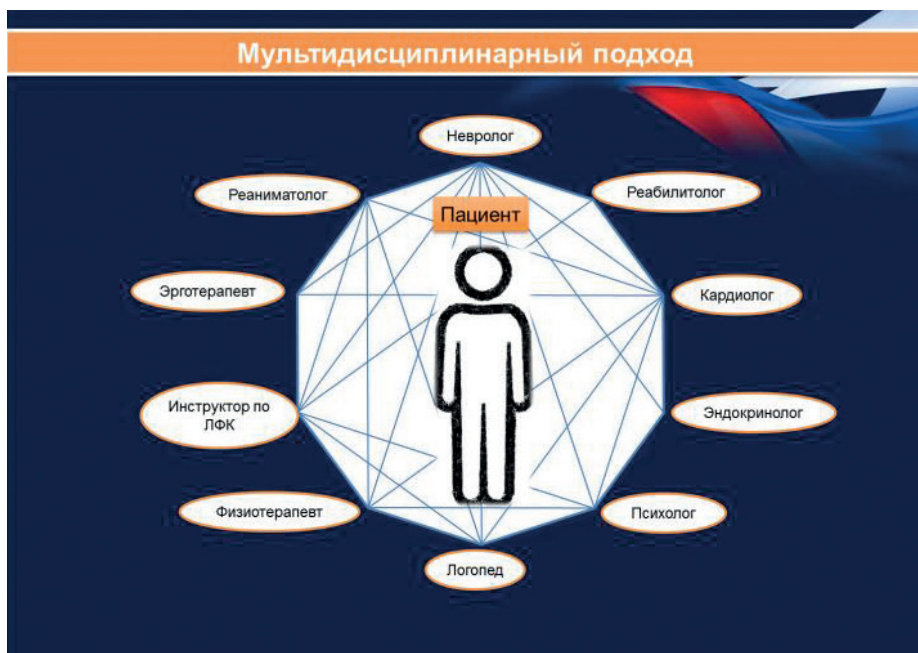 Мультидисциплинарный подход
Невролог
Реаниматолог
Реабилитолог
Пациент
Эрготерапевт
Кардиолог
Инструктор по
ЛФК
Эндокринолог
Физиотерапевт
Психолог
Логопед